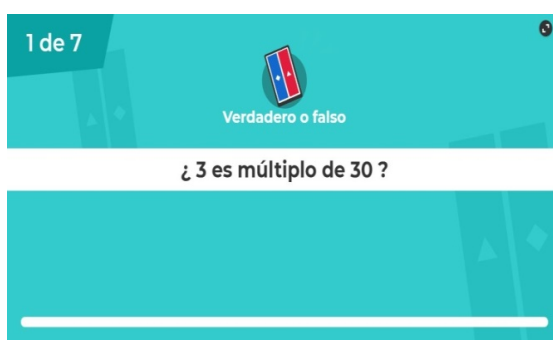 1 de 7
Verdadero o falso
¿ 3 es múltiplo de 30 ?